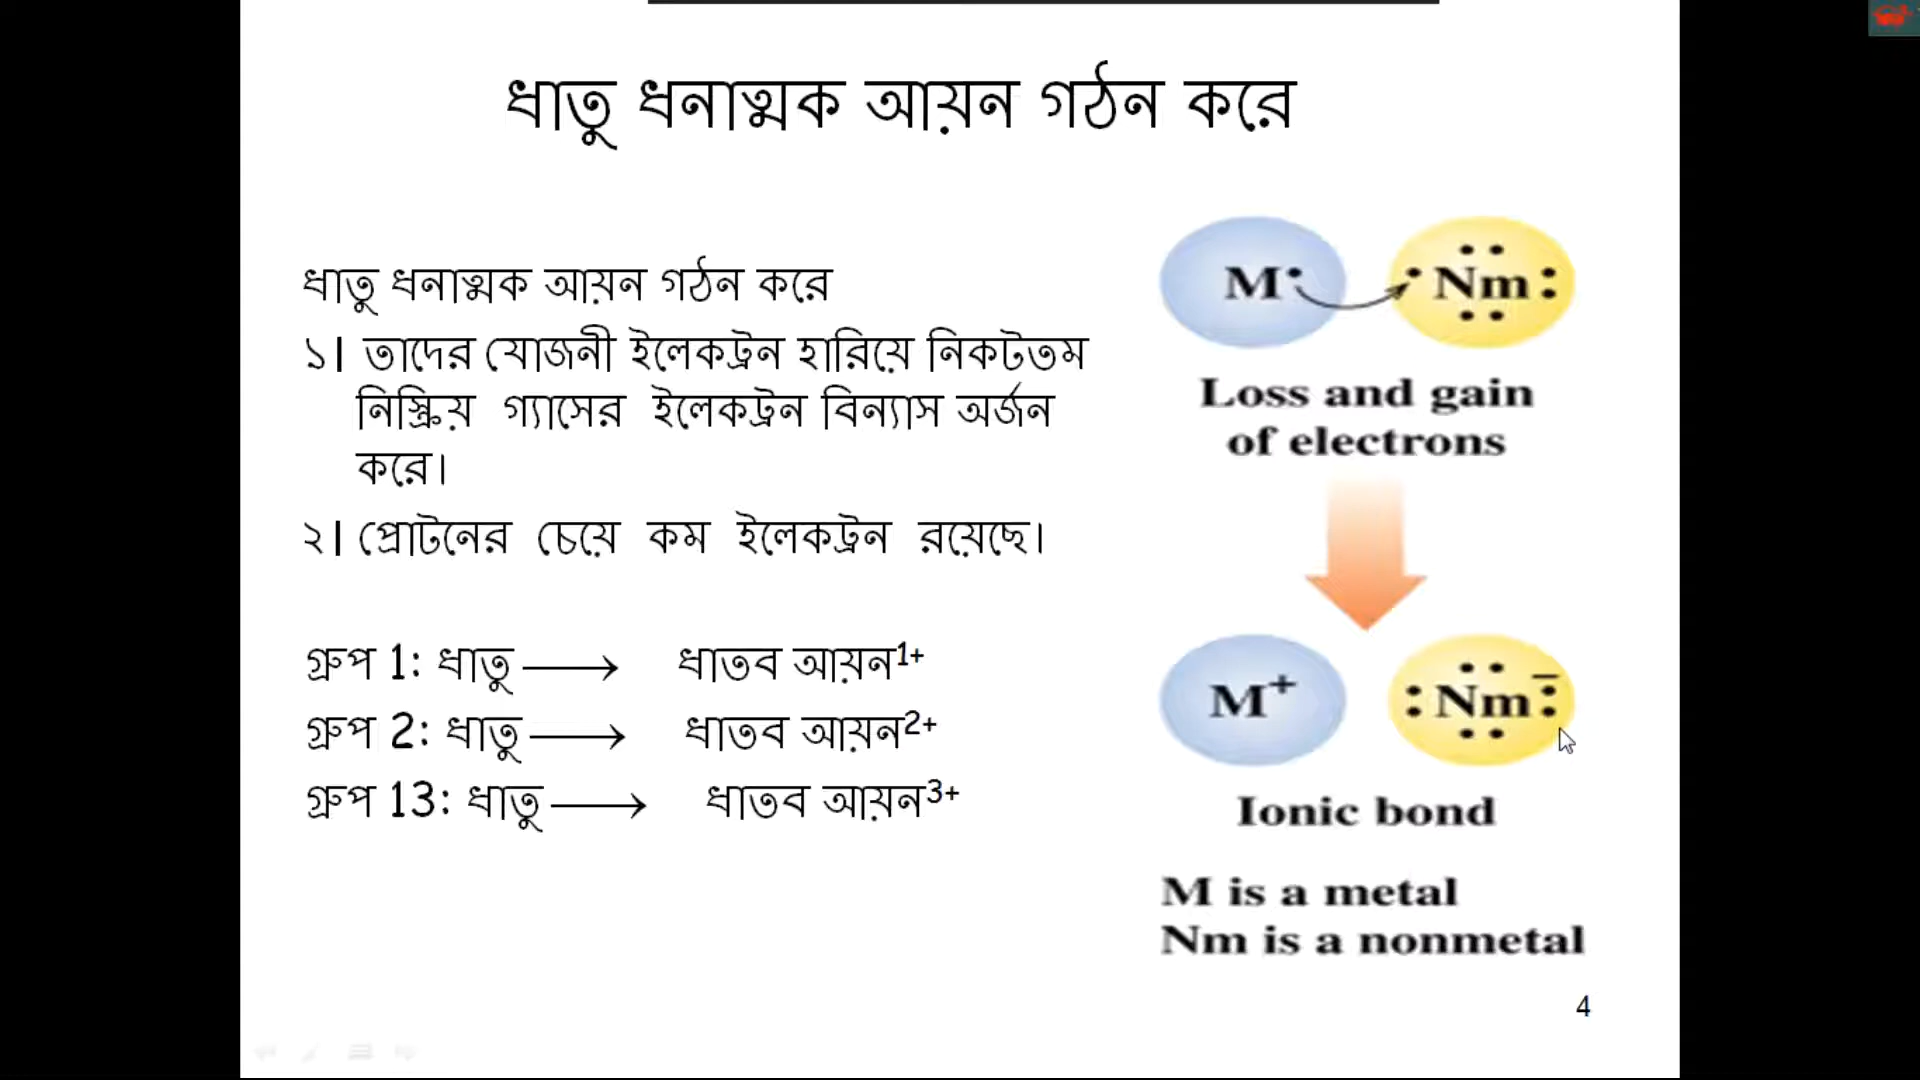 ধাতু ধনাত্মক আয়ন গঠন করে
ধাতু ধনাত্মক আয়ন গঠন করে
১। তাদের যোজনী ইলেকট্রন হারিয়ে নিকটতম
নিস্ক্রিয় গ্যাসের ইলেকট্রন বিন্যাস অর্জন
করে।
২। প্রোটনের চেয়ে কম ইলেকট্রন রয়েছে।
গ্রুপ 1: ধাতু ⟶ ধাতব আয়ন¹⁺
গ্রুপ 2: ধাতু ⟶ ধাতব আয়ন²⁺
গ্রুপ 13: ধাতু ⟶ ধাতব আয়ন³⁺
M Nm
Loss and gain
of electrons
M⁺ Nm⁻
Ionic bond
M is a metal
Nm is a nonmetal
4